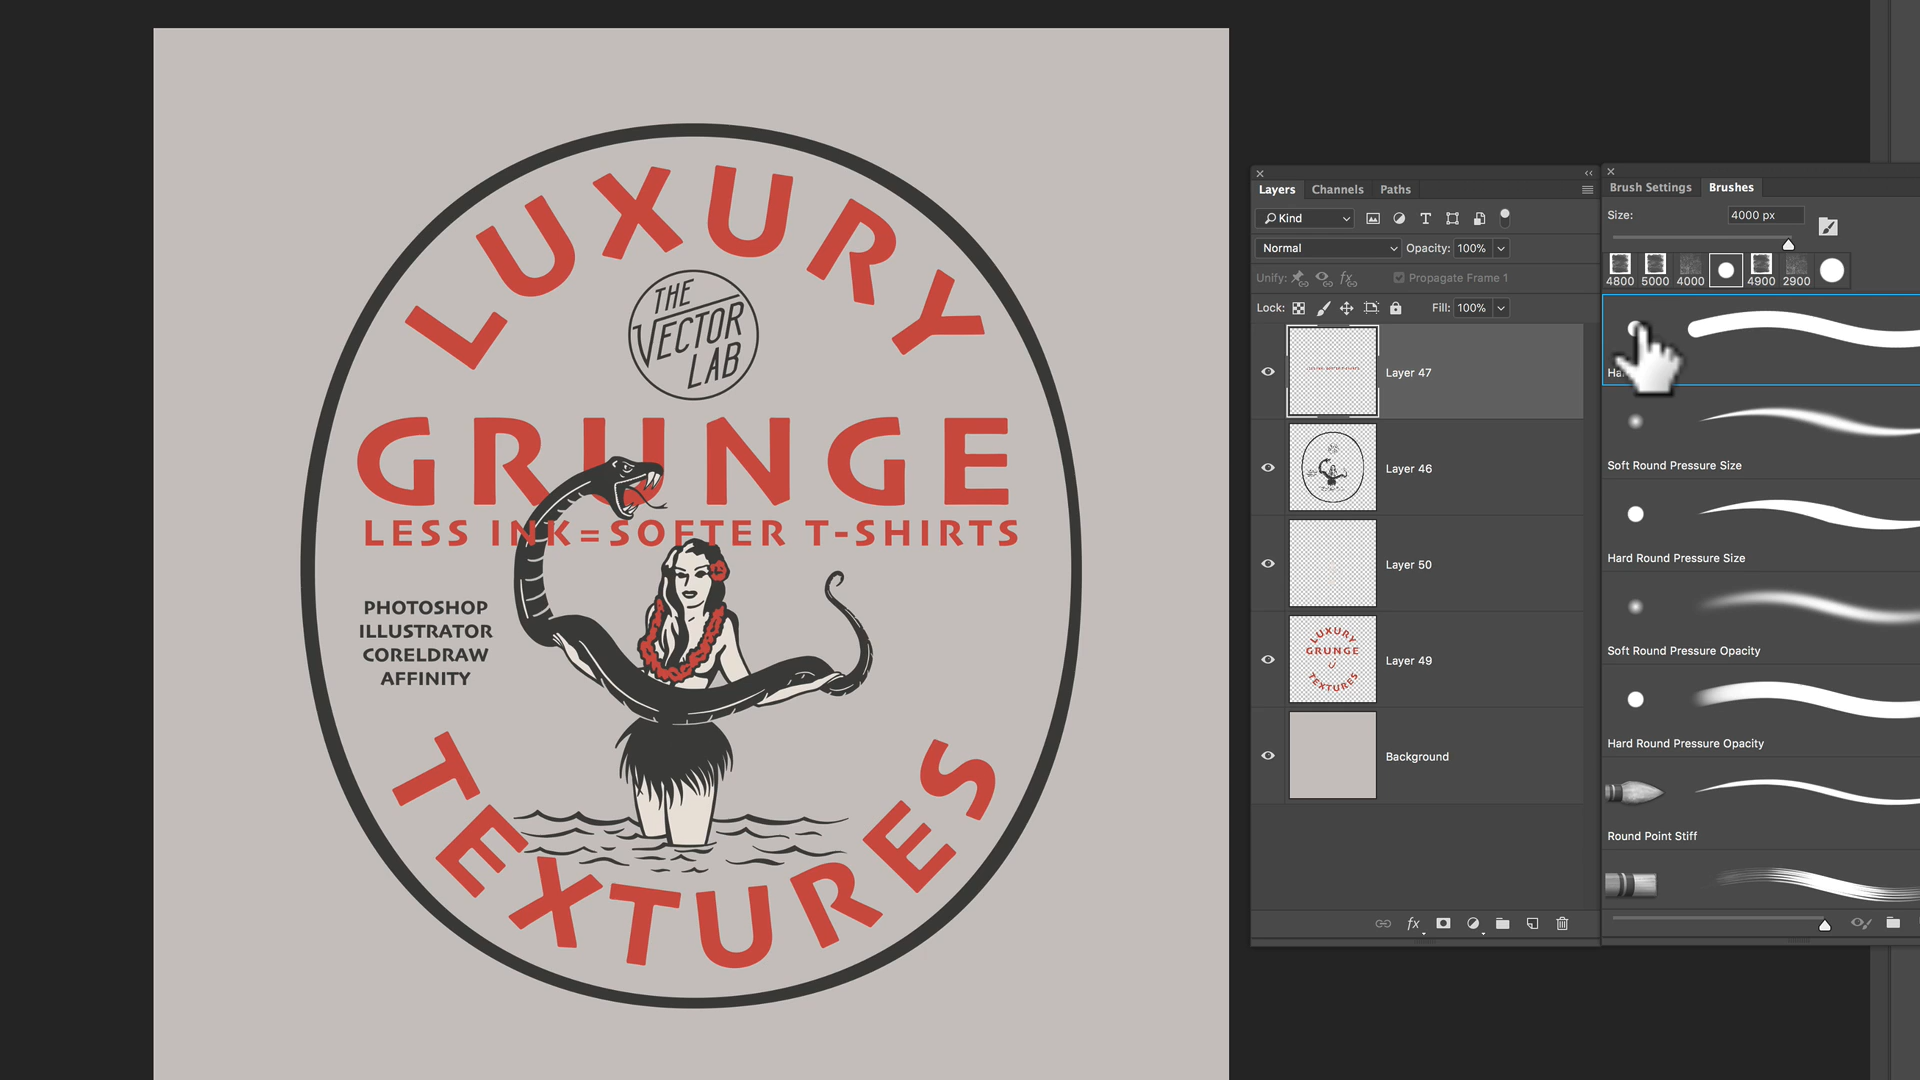 LUXURY
THE
VECTOR
LAB
GRUNGE
LESS INK=SOFTER T-SHIRTS
PHOTOSHOP
ILLUSTRATOR
CORELDRAW
AFFINITY
TEXTURES
Layers Channels Paths
Kind
Normal Opacity: 100%
Unify: Propagate Frame 1
Lock: Fill: 100%
Layer 47
Layer 46
Layer 50
LUXURY
GRUNGE
TEXTURES
Layer 49
Background
Brush Settings Brushes
Size: 4000 px
4800 5000 4000 4900 2900
Soft Round Pressure Size
Hard Round Pressure Size
Soft Round Pressure Opacity
Hard Round Pressure Opacity
Round Point Stiff